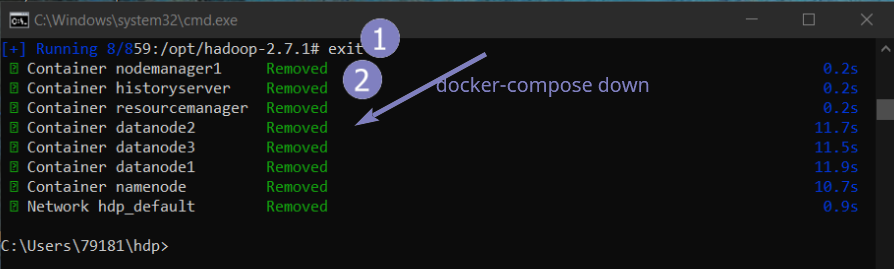 C:\Windows\system32\cmd.exe
[+] Running 8/859:/opt/hadoop-2.7.1# exit 1
Container nodemanager1 Removed 2 0.2s
Container historyserver Removed docker-compose down 0.2s
Container resourcemanager Removed 0.2s
Container datanode2 Removed 11.7s
Container datanode3 Removed 11.5s
Container datanode1 Removed 11.9s
Container namenode Removed 10.7s
Network hdp_default Removed 0.9s
C:\Users\79181\hdp>